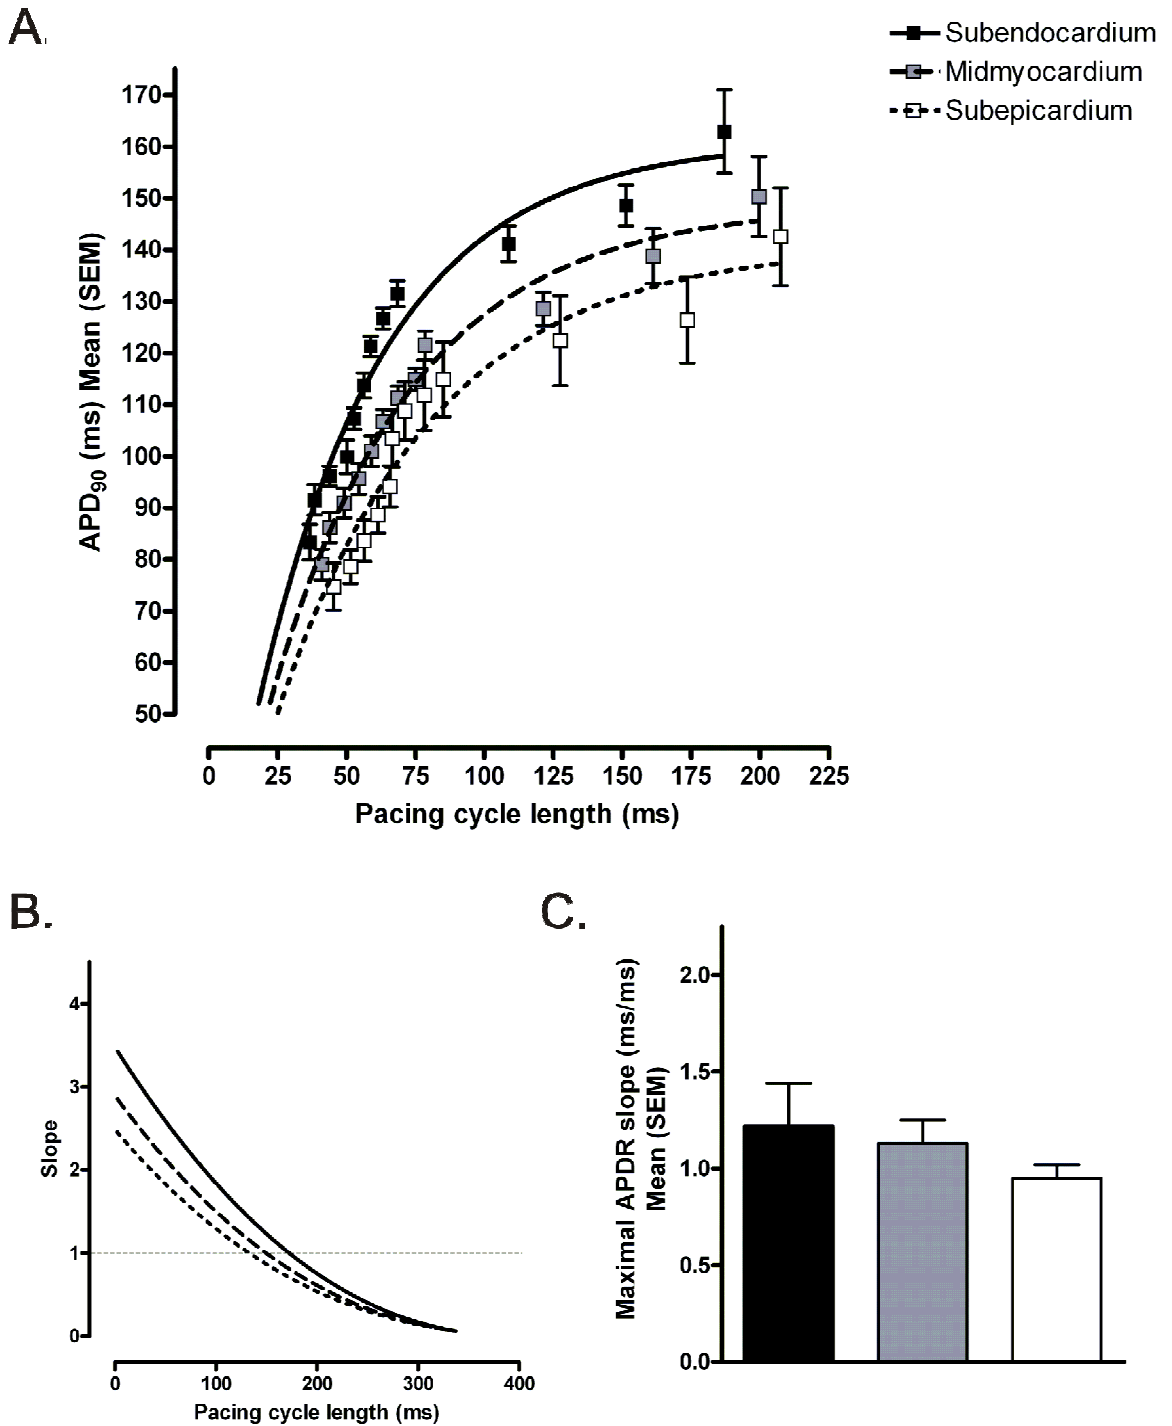 A.
Subendocardium
Midmyocardium
Subepicardium
170
160
150
140
130
120
110
100
90
80
70
60
50
APD90 (ms) Mean (SEM)
0 25 50 75 100 125 150 175 200 225
Pacing cycle length (ms)
B.
4
3
2
1
0
Slope
0 100 200 300 400
Pacing cycle length (ms)
C.
2.0
1.5
1.0
0.5
0.0
Maximal APDR slope (ms/ms)
Mean (SEM)